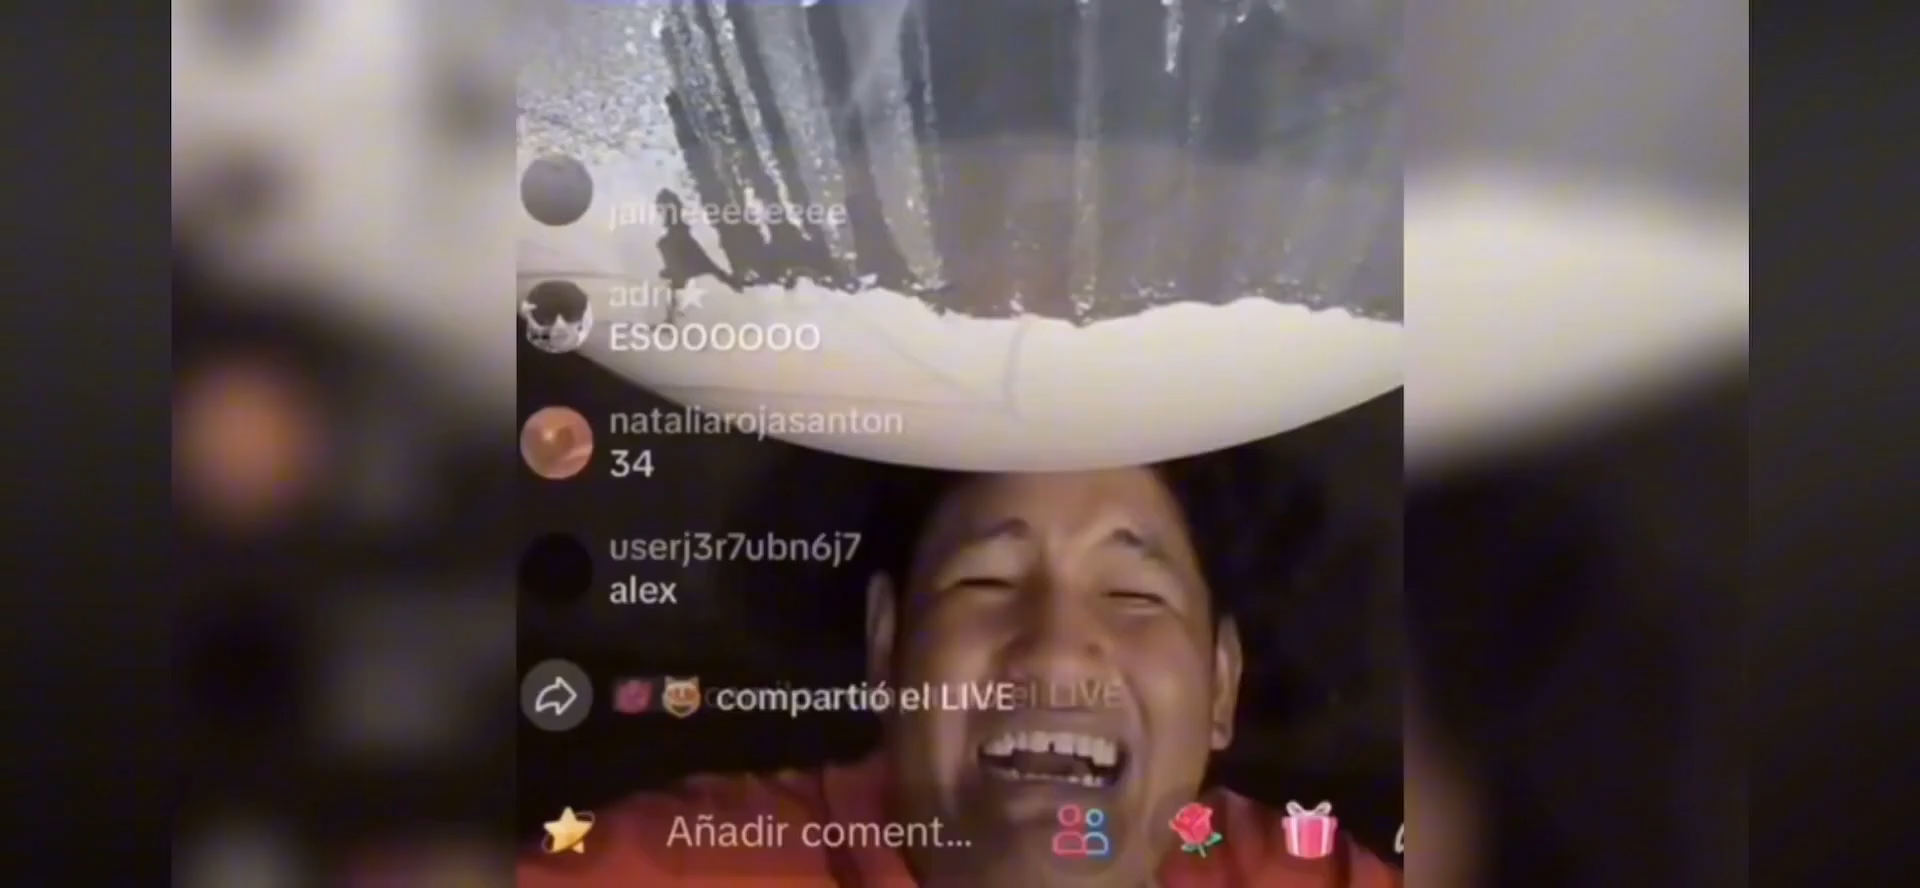 jaimeeeeeeee
adri★
ESOOOOOO
nataliarojasanton
34
userj3r7ubn6j7
alex
compartió el LIVE
Añadir coment...